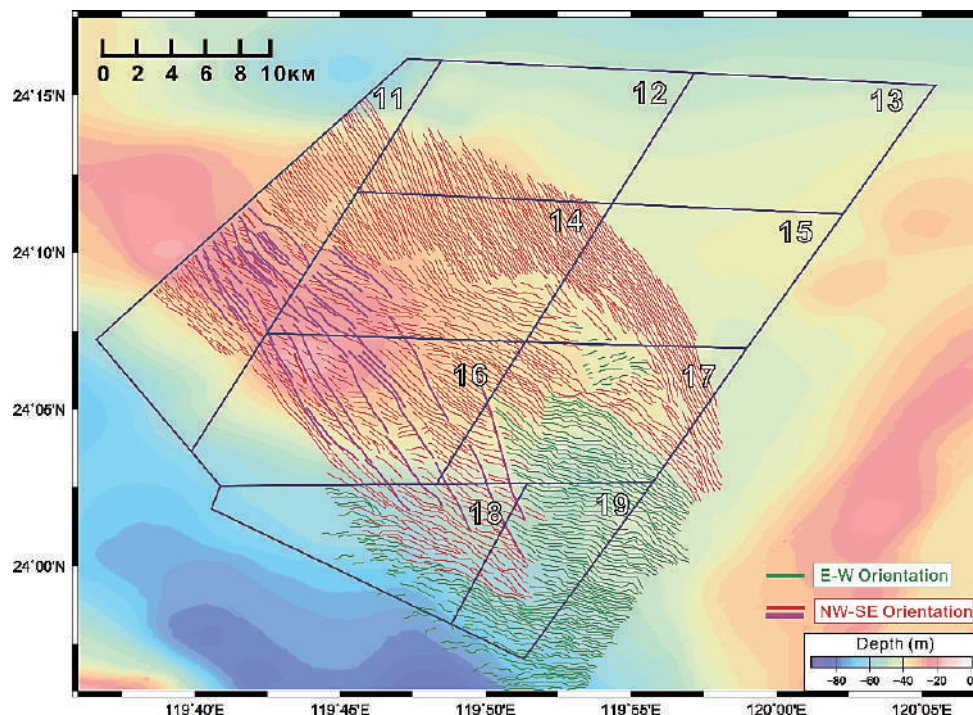 0 2 4 6 8 10KM
24°15'N
24°10'N
24°05'N
24°00'N
11
12
13
14
15
16
17
18
19
E-W Orientation
NW-SE Orientation
Depth (m)
-80 -60 -40 -20 0
119°40'E 119°45'E 119°50'E 119°55'E 120°00'E 120°05'E